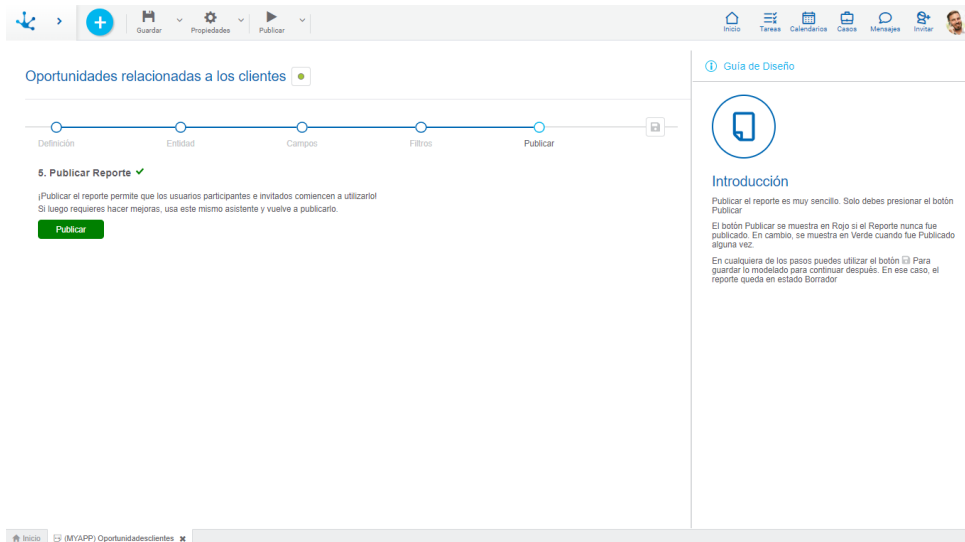 Guardar
Propiedades
Publicar
Inicio
Tareas
Calendarios
Casos
Mensajes
Invitar
Oportunidades relacionadas a los clientes
Definición
Entidad
Campos
Filtros
Publicar
5. Publicar Reporte
¡Publicar el reporte permite que los usuarios participantes e invitados comiencen a utilizarlo!
Si luego requieres hacer mejoras, usa este mismo asistente y vuelve a publicarlo.
Publicar
Guía de Diseño
Introducción
Publicar el reporte es muy sencillo. Solo debes presionar el botón
Publicar
El botón Publicar se muestra en Rojo si el Reporte nunca fue
publicado. En cambio, se muestra en Verde cuando fue Publicado
alguna vez.
En cualquiera de los pasos puedes utilizar el botón Para
guardar lo modelado para continuar después. En ese caso, el
reporte queda en estado Borrador
Inicio
(MYAPP) Oportunidadesclientes